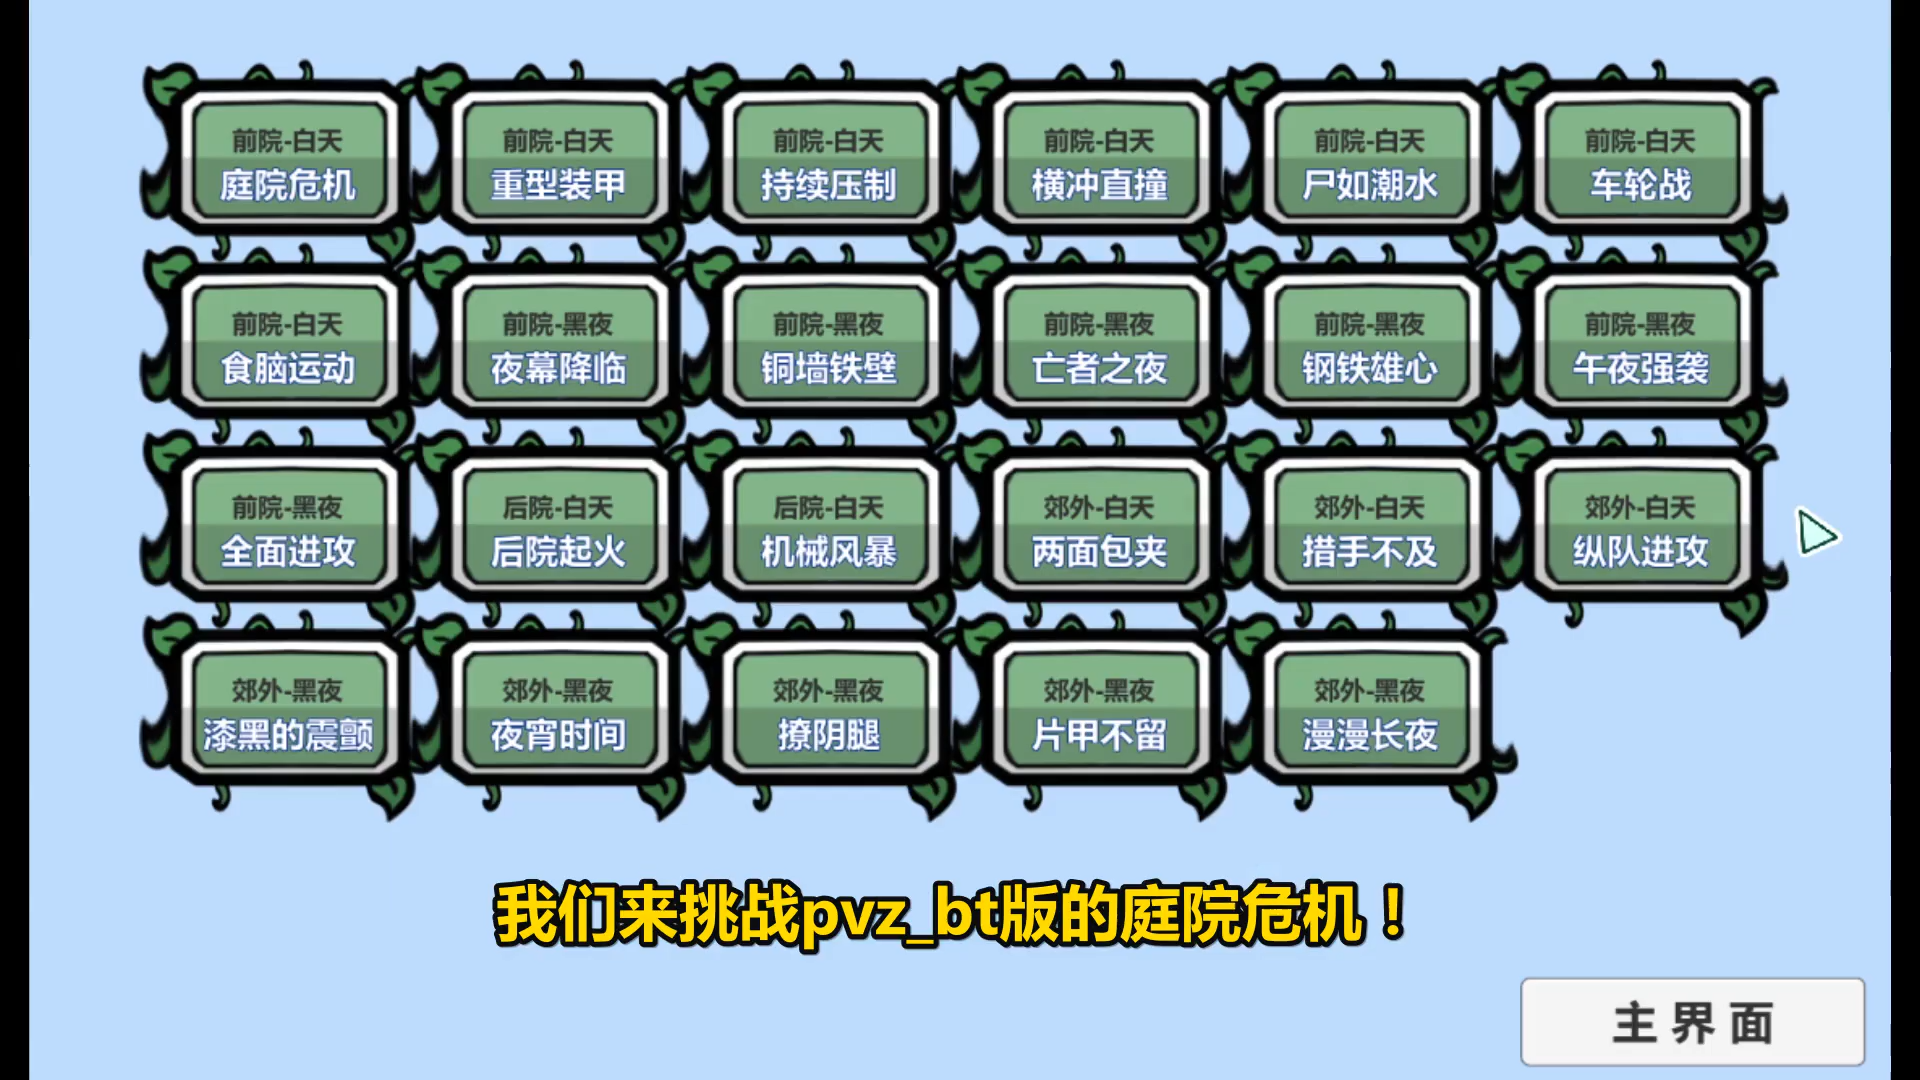 前院-白天
庭院危机
前院-白天
重型装甲
前院-白天
持续压制
前院-白天
横冲直撞
前院-白天
尸如潮水
前院-白天
车轮战
前院-白天
食脑运动
前院-黑夜
夜幕降临
前院-黑夜
铜墙铁壁
前院-黑夜
亡者之夜
前院-黑夜
钢铁雄心
前院-黑夜
午夜强袭
前院-黑夜
全面进攻
后院-白天
后院起火
后院-白天
机械风暴
郊外-白天
两面包夹
郊外-白天
措手不及
郊外-白天
纵队进攻
郊外-黑夜
漆黑的震颤
郊外-黑夜
夜宵时间
郊外-黑夜
撩阴腿
郊外-黑夜
片甲不留
郊外-黑夜
漫漫长夜
我们来挑战pvz_bt版的庭院危机！
主界面